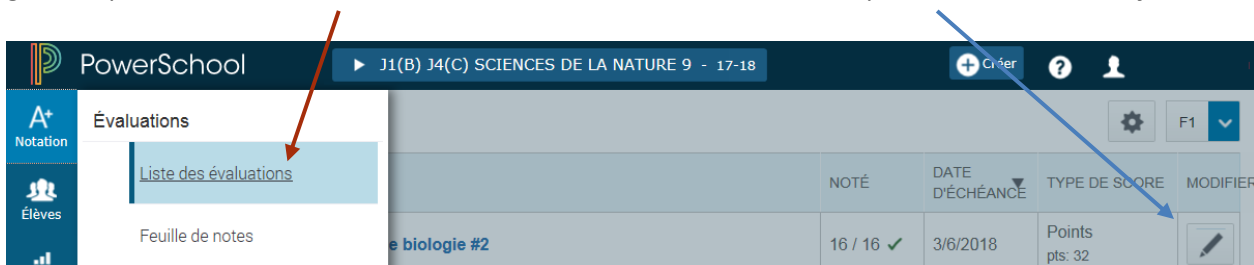 PowerSchool
J1(B) J4(C) SCIENCES DE LA NATURE 9 - 17-18
Créer
?
A+
Notation
Évaluations
F1
Liste des évaluations
NOTÉ
DATE D'ÉCHÉANCE
TYPE DE SCORE
MODIFIER
Élèves
Feuille de notes
e biologie #2
16 / 16
3/6/2018
Points
pts: 32